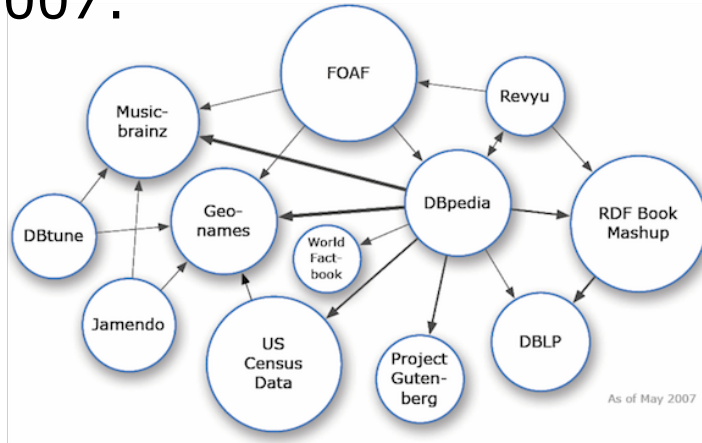 007.
FOAF
Music-
brainz
Revyu
DBpedia
Geo-
names
RDF Book
Mashup
DBtune
World
Fact-
book
Jamendo
US
Census
Data
Project
Guten-
berg
DBLP
As of May 2007